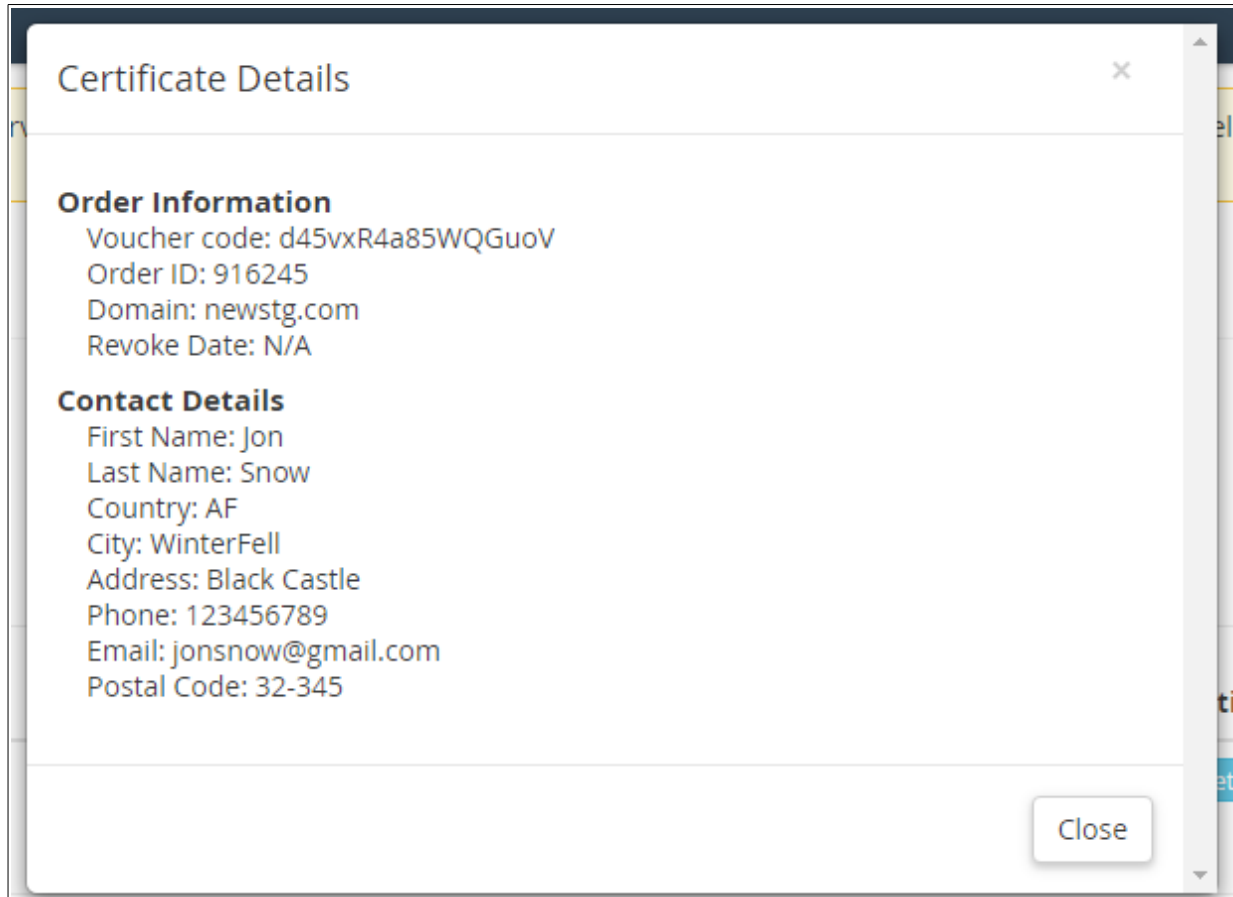 Certificate Details
×
Order Information
Voucher code: d45vxR4a85WQGuoV
Order ID: 916245
Domain: newstg.com
Revoke Date: N/A
Contact Details
First Name: Jon
Last Name: Snow
Country: AF
City: WinterFell
Address: Black Castle
Phone: 123456789
Email: jonsnow@gmail.com
Postal Code: 32-345
Close